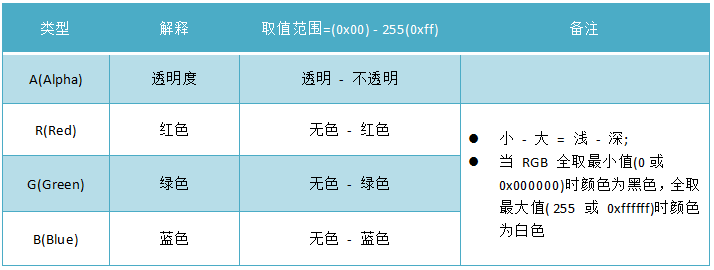 类型 解释 取值范围=(0x00) - 255(0xff) 备注
A(Alpha) 透明度 透明 - 不透明
R(Red) 红色 无色 - 红色
G(Green) 绿色 无色 - 绿色
B(Blue) 蓝色 无色 - 蓝色
● 小 - 大 = 浅 - 深;
● 当 RGB 全取最小值(0 或
0x000000)时颜色为黑色，全取
最大值( 255 或 0xffffff)时颜色
为白色